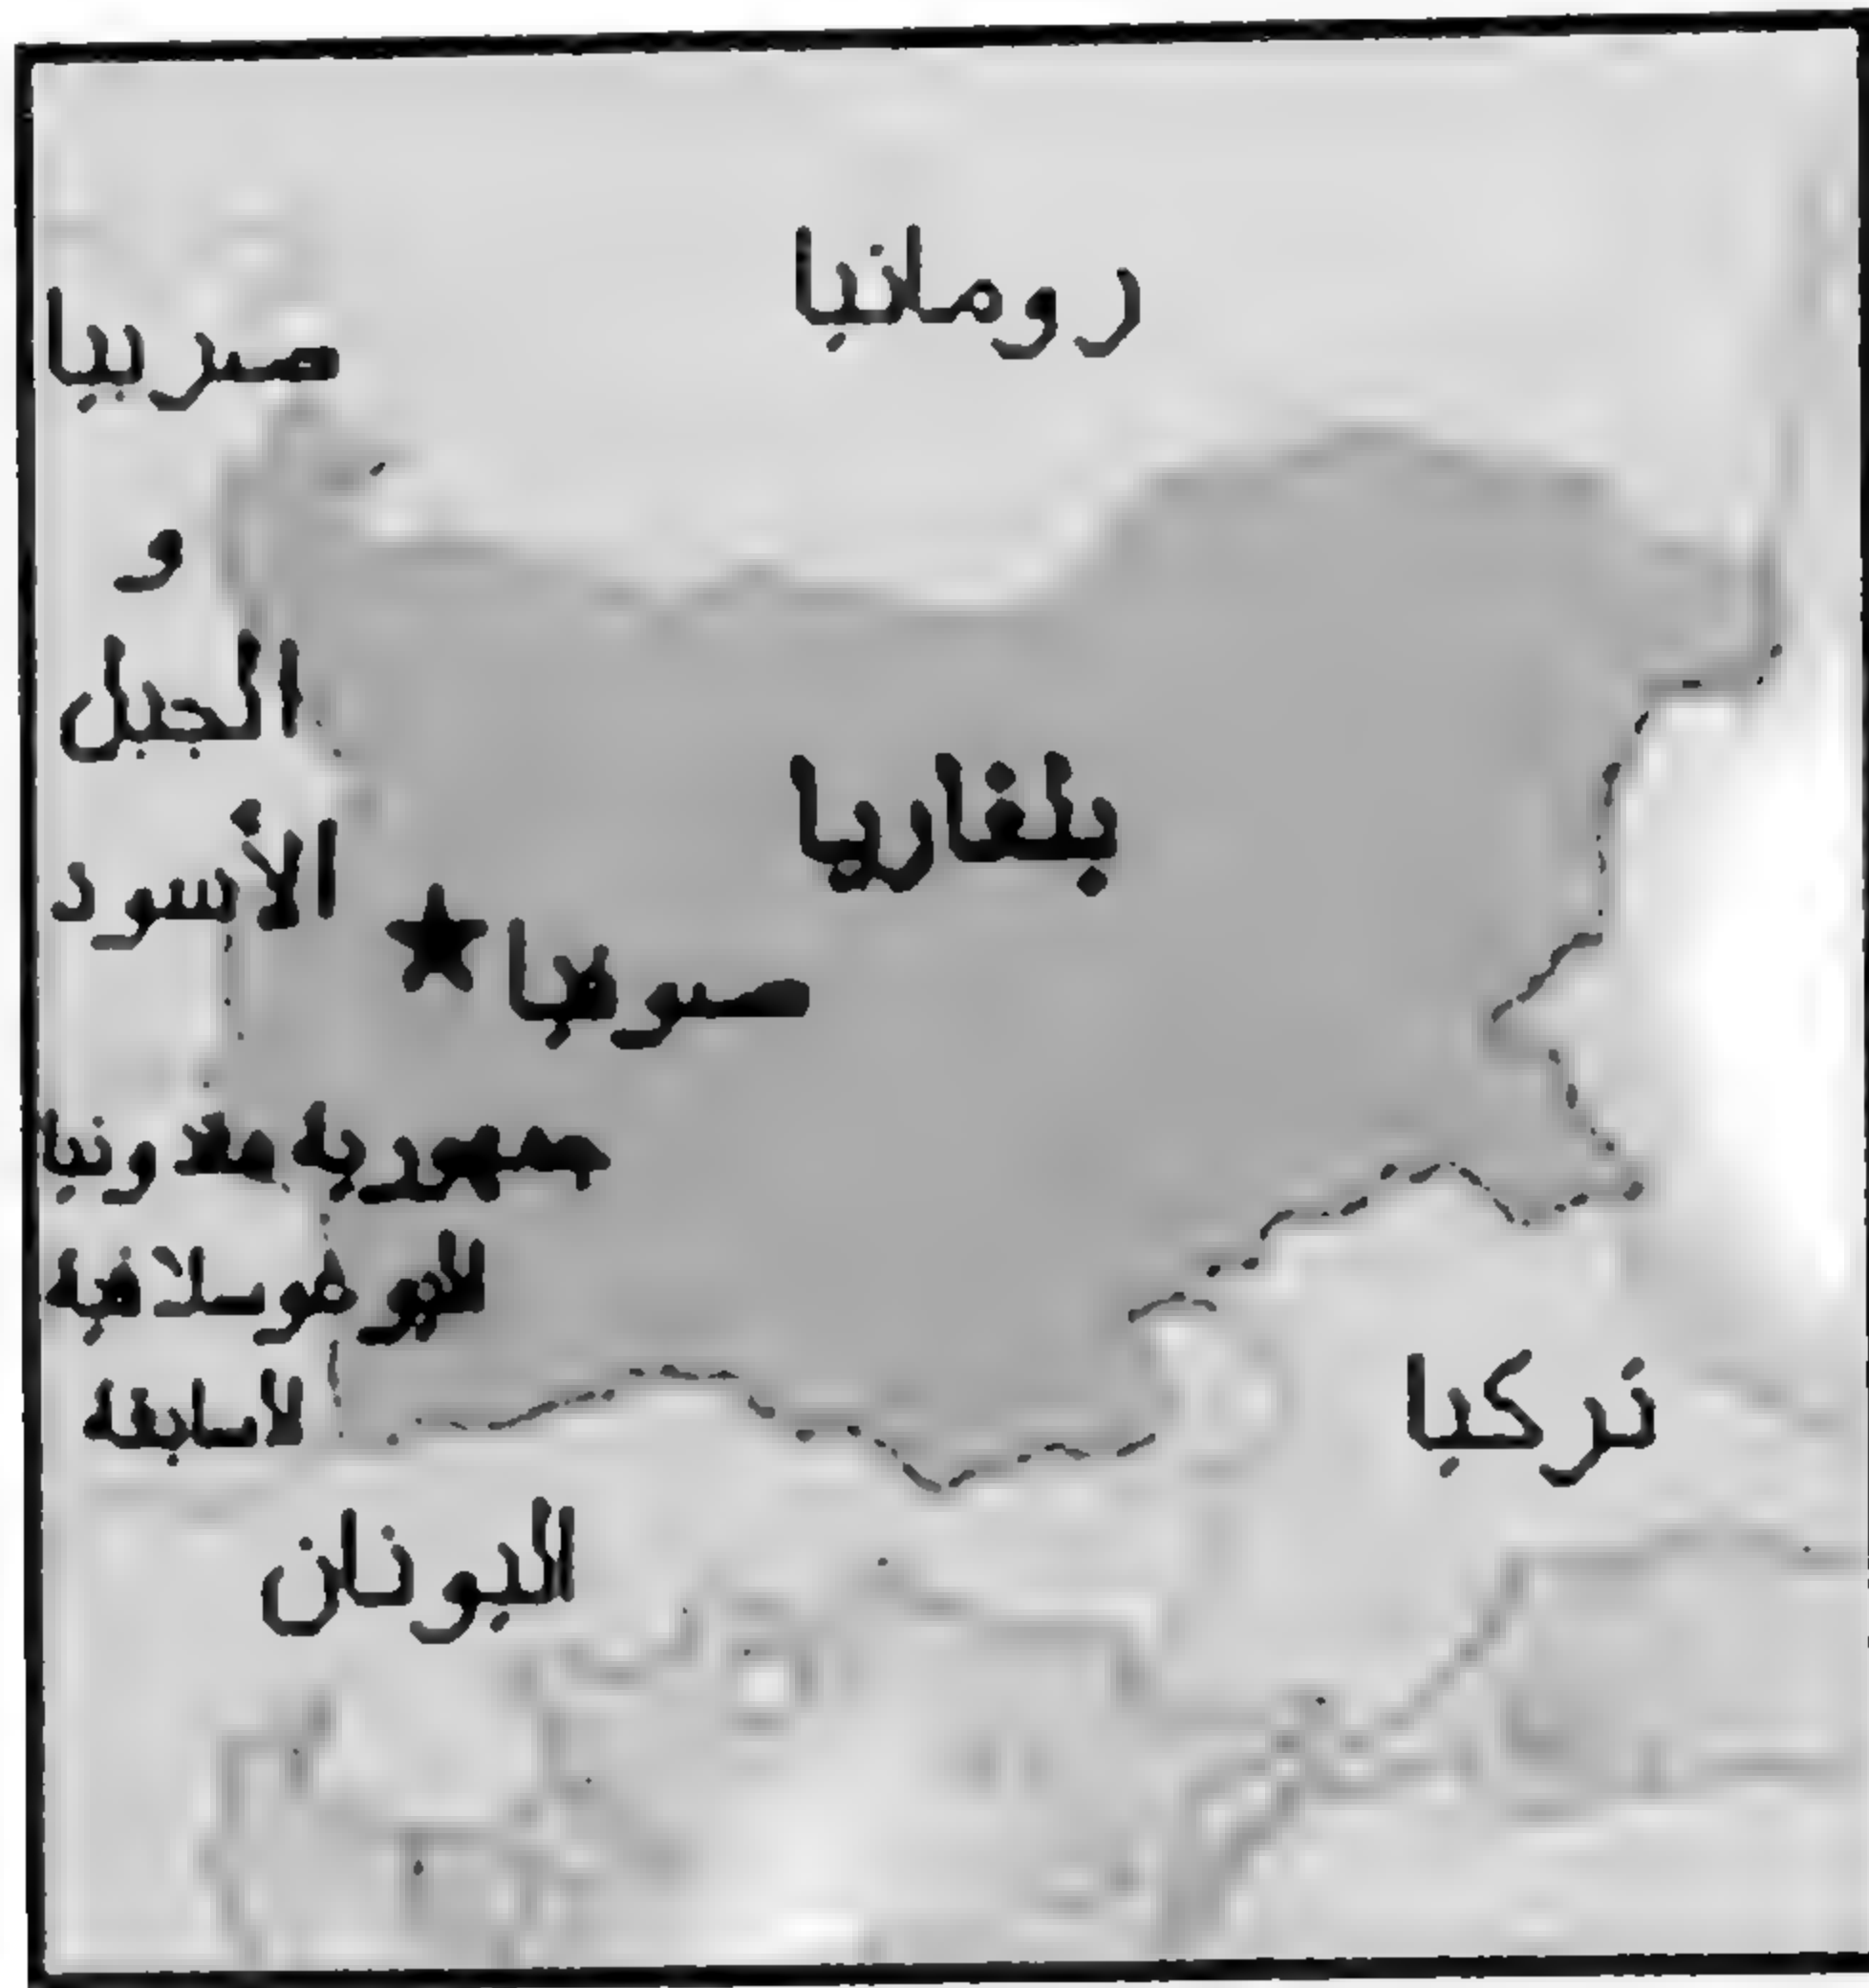 رومانيا
صربيا
و
الجبل
الأسود
بلغاريا
صوفيا
جمهورية مقدونيا
اليوغوسلافية
السابقة
تركيا
اليونان